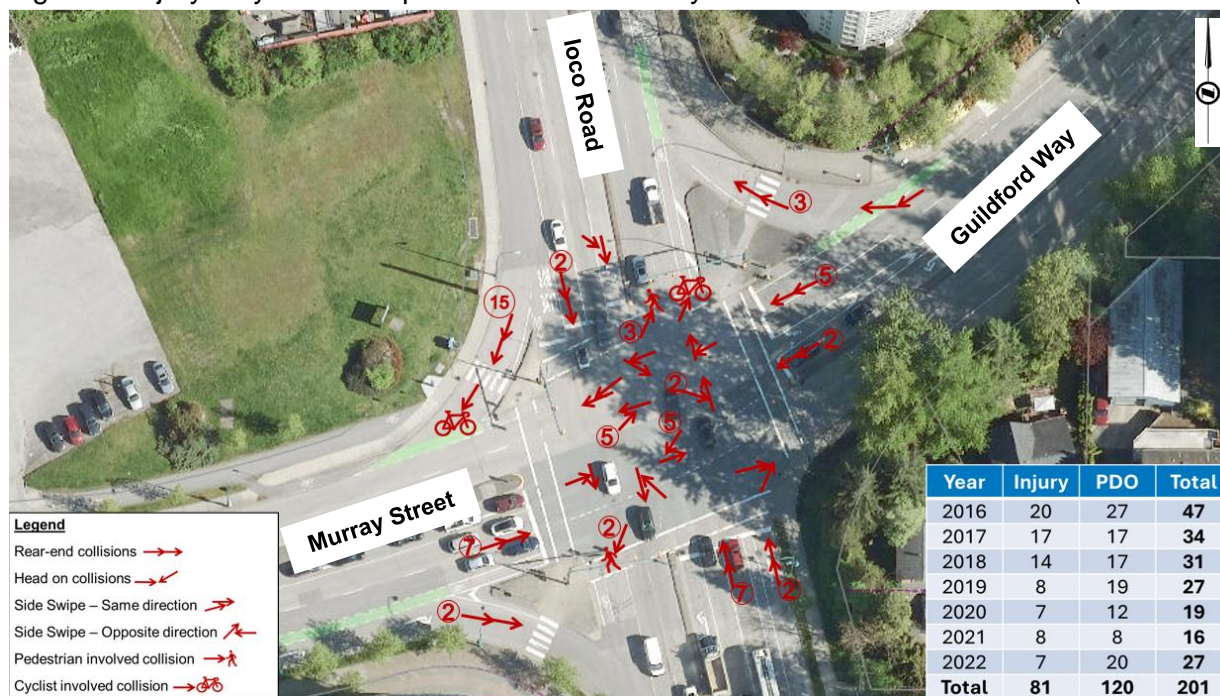 Ioco Road
Guildford Way
3
2
5
15
3
2
2
5
5
Murray Street
7
2
7
2
2
Legend
Rear-end collisions
Head on collisions
Side Swipe – Same direction
Side Swipe – Opposite direction
Pedestrian involved collision
Cyclist involved collision
Year Injury PDO Total
2016 20 27 47
2017 17 17 34
2018 14 17 31
2019 8 19 27
2020 7 12 19
2021 8 8 16
2022 7 20 27
Total 81 120 201